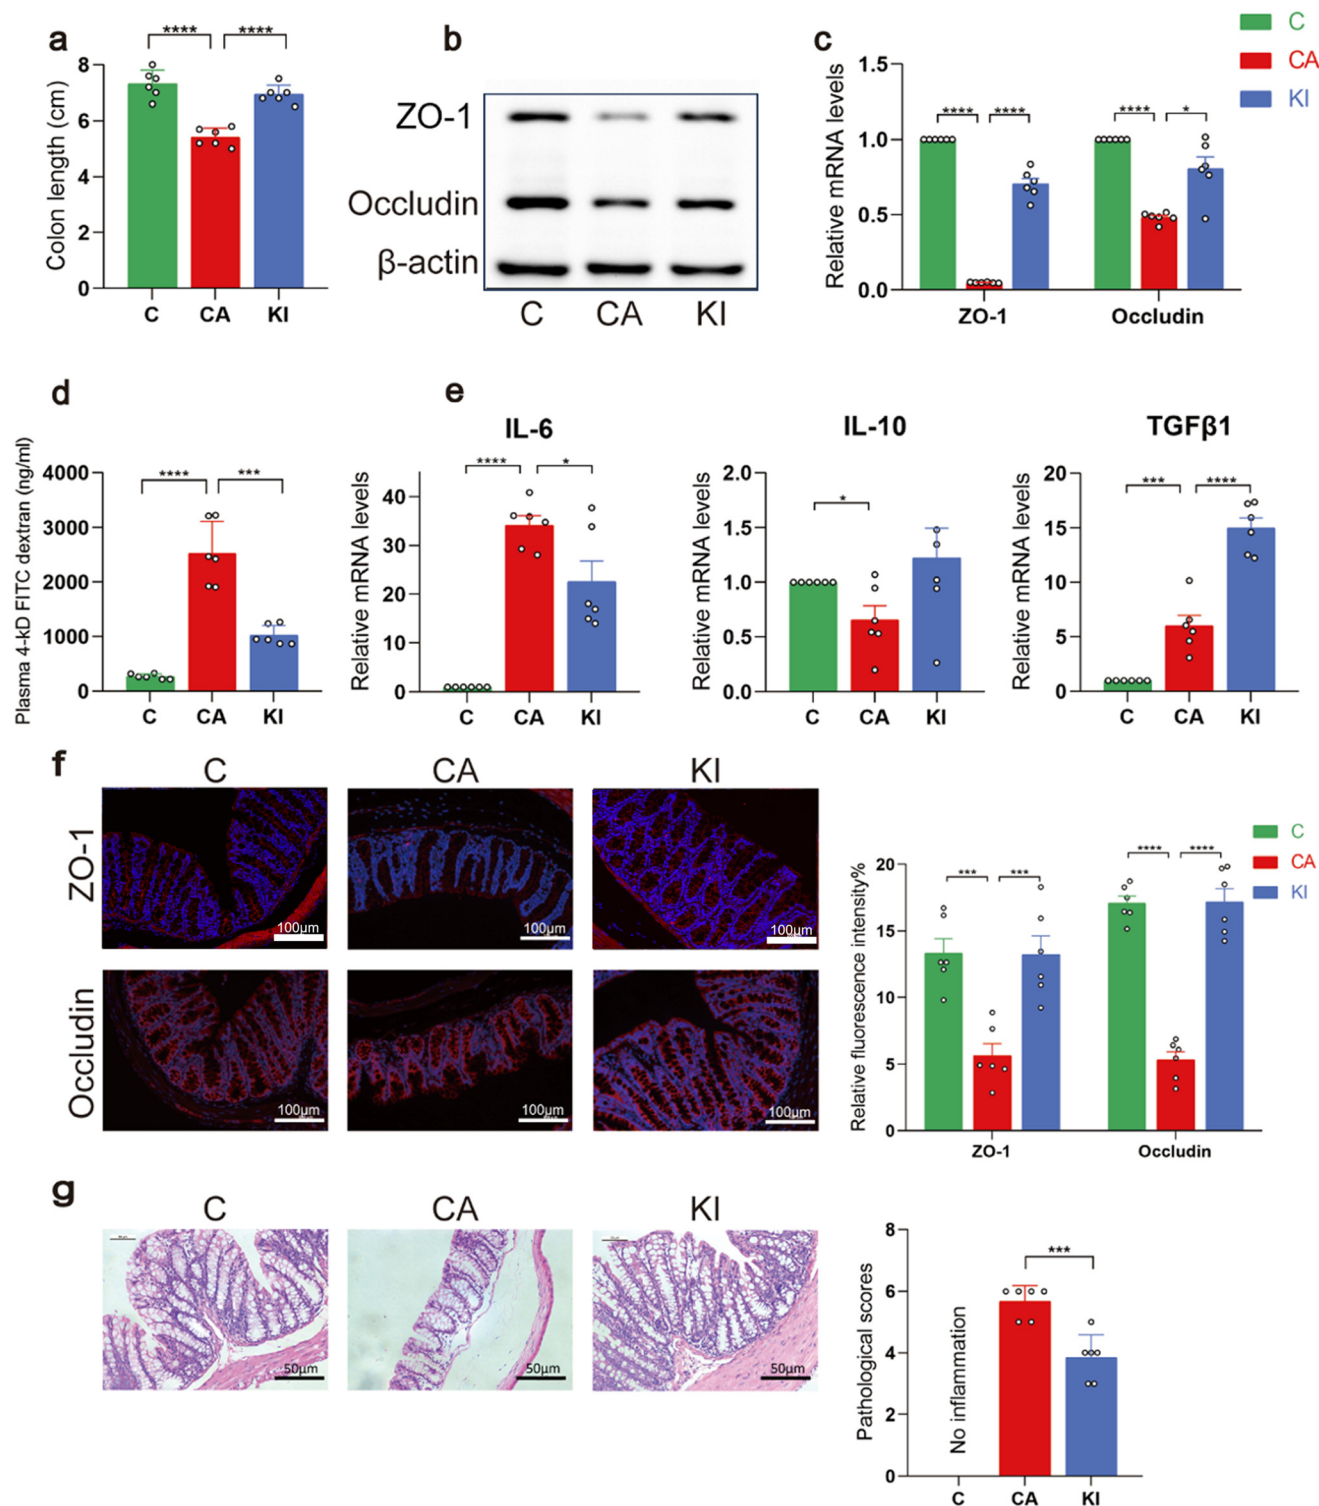 a
**** ****
Colon length (cm)
8
6
4
2
0
C CA KI
b
ZO-1
Occludin
β-actin
C CA KI
c
C
CA
KI
Relative mRNA levels
1.5
1.0
0.5
0.0
**** **** **** *
ZO-1 Occludin
d
Plasma 4-kD FITC dextran (ng/ml)
4000
3000
2000
1000
0
**** ***
C CA KI
e
IL-6
Relative mRNA levels
40
30
20
10
0
**** *
C CA KI
IL-10
Relative mRNA levels
2.0
1.5
1.0
0.5
0.0
*
C CA KI
TGFβ1
Relative mRNA levels
20
15
10
5
0
*** ****
C CA KI
f
C CA KI
ZO-1
100μm 100μm 100μm
Occludin
100μm 100μm 100μm
C
CA
KI
Relative fluorescence intensity%
20
15
10
5
0
*** *** **** ****
ZO-1 Occludin
g
C CA KI
50μm 50μm 50μm
Pathological scores
8
6
4
2
0
No inflammation
***
C CA KI